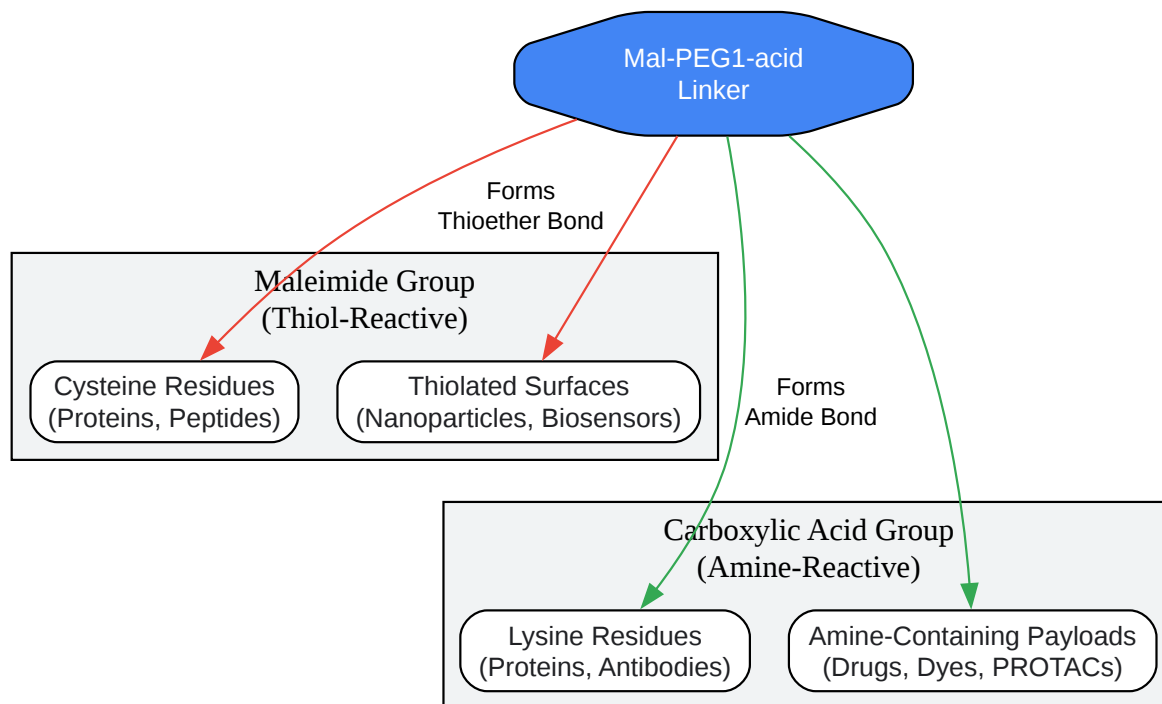 Mal-PEG1-acid
Linker
Forms
Thioether Bond
Maleimide Group
(Thiol-Reactive)
Cysteine Residues
(Proteins, Peptides)
Thiolated Surfaces
(Nanoparticles, Biosensors)
Forms
Amide Bond
Carboxylic Acid Group
(Amine-Reactive)
Lysine Residues
(Proteins, Antibodies)
Amine-Containing Payloads
(Drugs, Dyes, PROTACs)